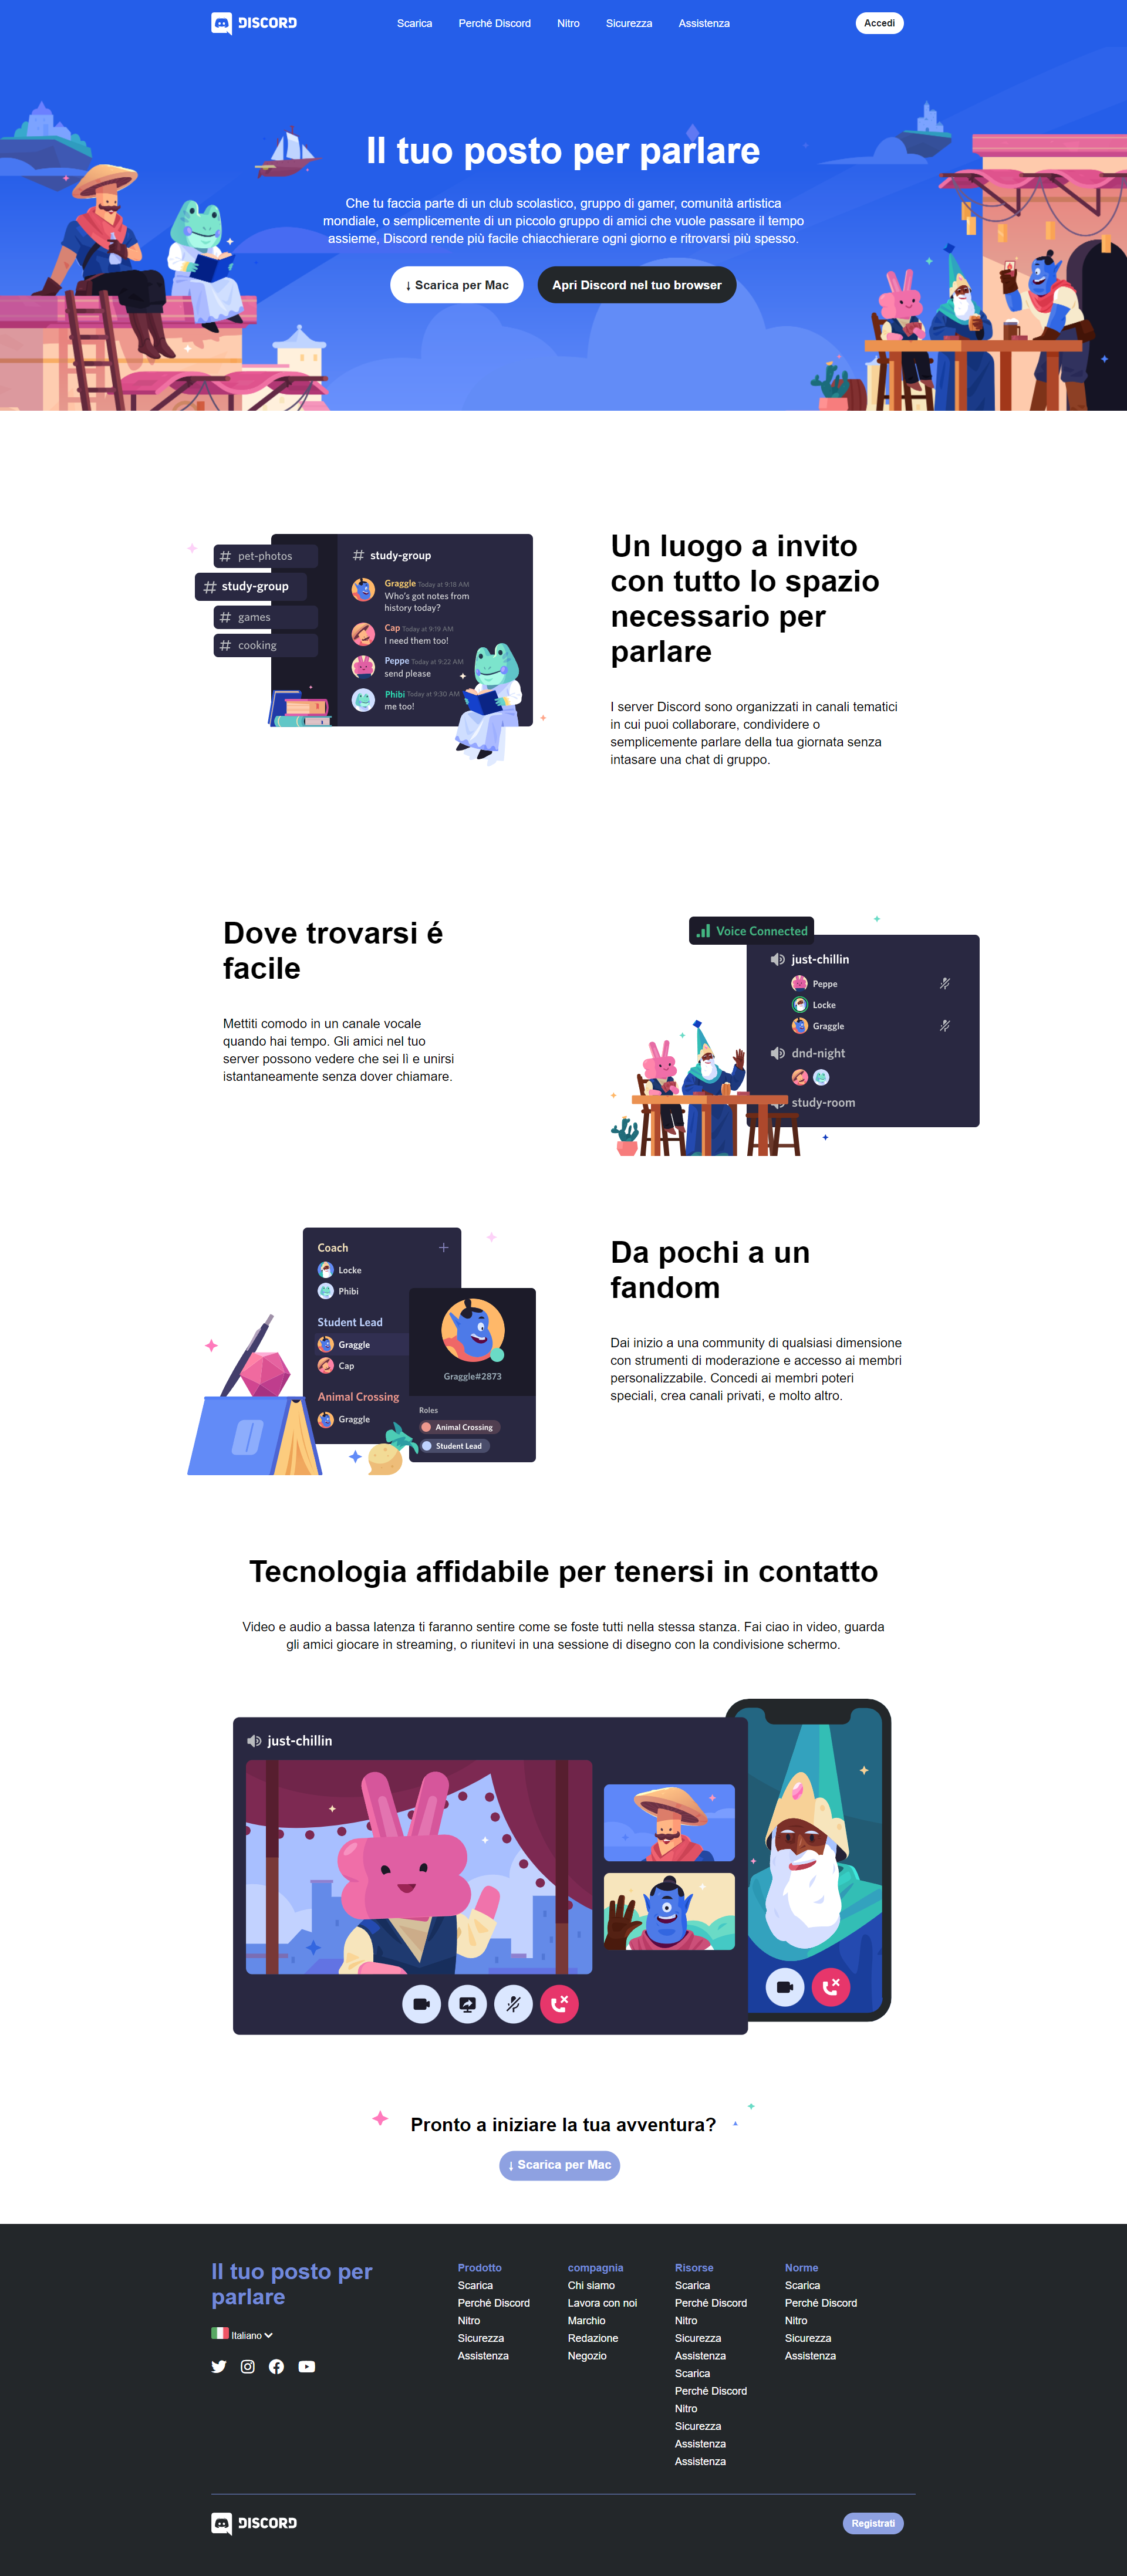 DISCORD
Scarica
Perché Discord
Nitro
Sicurezza
Assistenza
Accedi
Il tuo posto per parlare
Che tu faccia parte di un club scolastico, gruppo di gamer, comunità artistica
mondiale, o semplicemente di un piccolo gruppo di amici che vuole passare il tempo
assieme, Discord rende più facile chiacchierare ogni giorno e ritrovarsi più spesso.
↓ Scarica per Mac
Apri Discord nel tuo browser
# pet-photos
# study-group
# games
# cooking
# study-group
Graggle Today at 9:18 AM
Who's got notes from
history today?
Cap Today at 9:19 AM
I need them too!
Peppe Today at 9:22 AM
send please
Phibi Today at 9:30 AM
me too!
Un luogo a invito
con tutto lo spazio
necessario per
parlare
I server Discord sono organizzati in canali tematici
in cui puoi collaborare, condividere o
semplicemente parlare della tua giornata senza
intasare una chat di gruppo.
Dove trovarsi é
facile
Mettiti comodo in un canale vocale
quando hai tempo. Gli amici nel tuo
server possono vedere che sei lì e unirsi
istantaneamente senza dover chiamare.
Voice Connected
just-chillin
Peppe
Locke
Graggle
dnd-night
study-room
Coach
Locke
Phibi
Student Lead
Graggle
Cap
Animal Crossing
Graggle
Graggle#2873
Roles
Animal Crossing
Student Lead
Da pochi a un
fandom
Dai inizio a una community di qualsiasi dimensione
con strumenti di moderazione e accesso ai membri
personalizzabile. Concedi ai membri poteri
speciali, crea canali privati, e molto altro.
Tecnologia affidabile per tenersi in contatto
Video e audio a bassa latenza ti faranno sentire come se foste tutti nella stessa stanza. Fai ciao in video, guarda
gli amici giocare in streaming, o riunitevi in una sessione di disegno con la condivisione schermo.
just-chillin
Pronto a iniziare la tua avventura?
↓ Scarica per Mac
Il tuo posto per
parlare
Italiano
Prodotto
Scarica
Perché Discord
Nitro
Sicurezza
Assistenza
compagnia
Chi siamo
Lavora con noi
Marchio
Redazione
Negozio
Risorse
Scarica
Perché Discord
Nitro
Sicurezza
Assistenza
Scarica
Perché Discord
Nitro
Sicurezza
Assistenza
Assistenza
Norme
Scarica
Perché Discord
Nitro
Sicurezza
Assistenza
DISCORD
Registrati